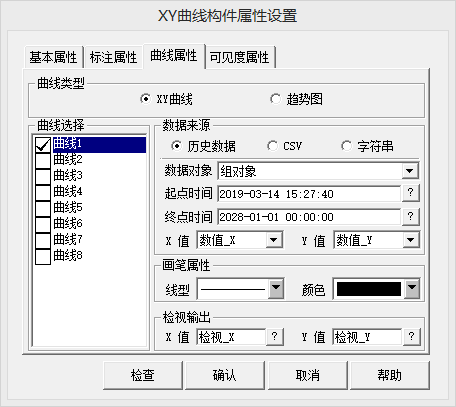 XY曲线构件属性设置
基本属性 标注属性 曲线属性 可见度属性
曲线类型
XY曲线 趋势图
曲线选择
曲线1
曲线2
曲线3
曲线4
曲线5
曲线6
曲线7
曲线8
数据来源
历史数据 CSV 字符串
数据对象 组对象
起点时间 2019-03-14 15:27:40 ?
终点时间 2028-01-01 00:00:00 ?
X 值 数值_X Y 值 数值_Y
画笔属性
线型 颜色
检视输出
X 值 检视_X ? Y 值 检视_Y ?
检查 确认 取消 帮助